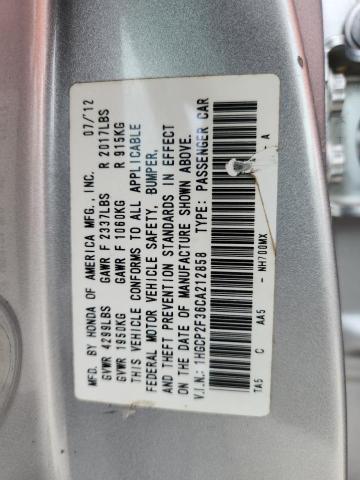 MFD. BY HONDA OF AMERICA MFG., INC. 07/12
GVWR 4299LBS GAWR F 2337LBS R 2017LBS
GVWR 1950KG GAWR F 1060KG R 915KG
THIS VEHICLE CONFORMS TO ALL APPLICABLE
FEDERAL MOTOR VEHICLE SAFETY, BUMPER,
AND THEFT PREVENTION STANDARDS IN EFFECT
ON THE DATE OF MANUFACTURE SHOWN ABOVE.
V.I.N.: 1HGCP2F36CA212858 TYPE: PASSENGER CAR
TA5 C AA5 - NH700MX - A